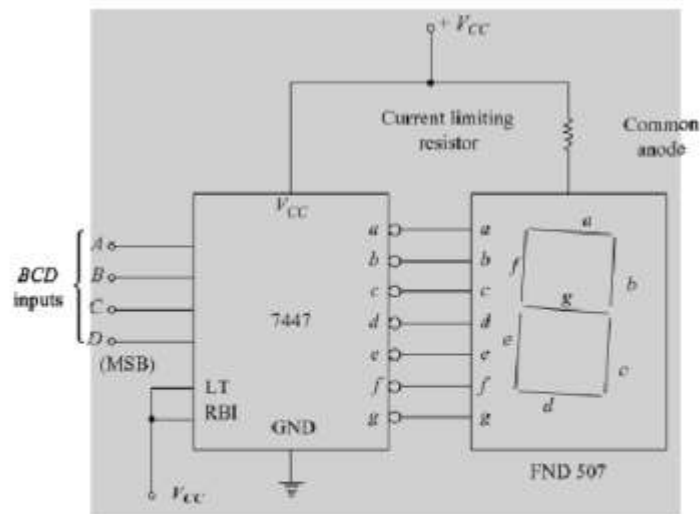 + V_CC
Current limiting
resistor
Common
anode
V_CC
BCD
inputs
A
B
C
D
(MSB)
7447
LT
RBI
GND
V_CC
a
b
c
d
e
f
g
a
b
c
d
e
f
g
a
f
b
g
e
c
d
FND 507